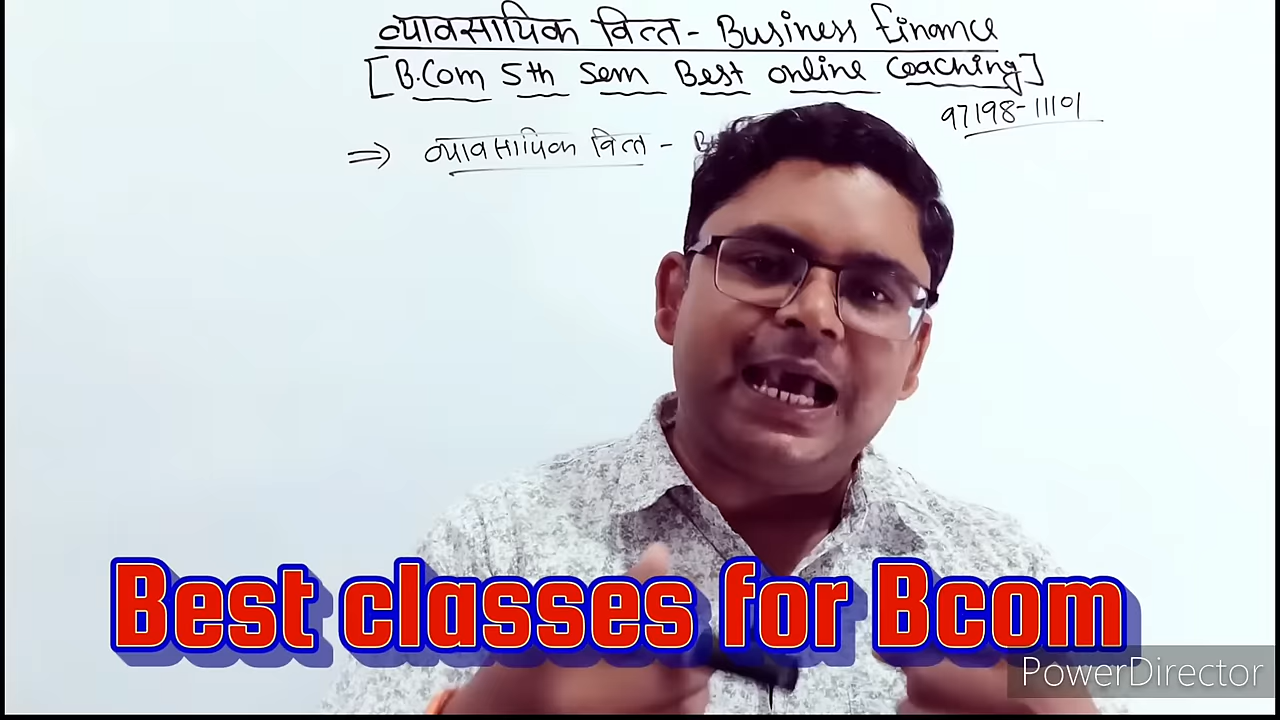 व्यावसायिक वित्त - Business Finance
[B.Com 5th Sem Best online Coaching]
97198-11101
⇒ व्यावसायिक वित्त - B
Best classes for Bcom
PowerDirector